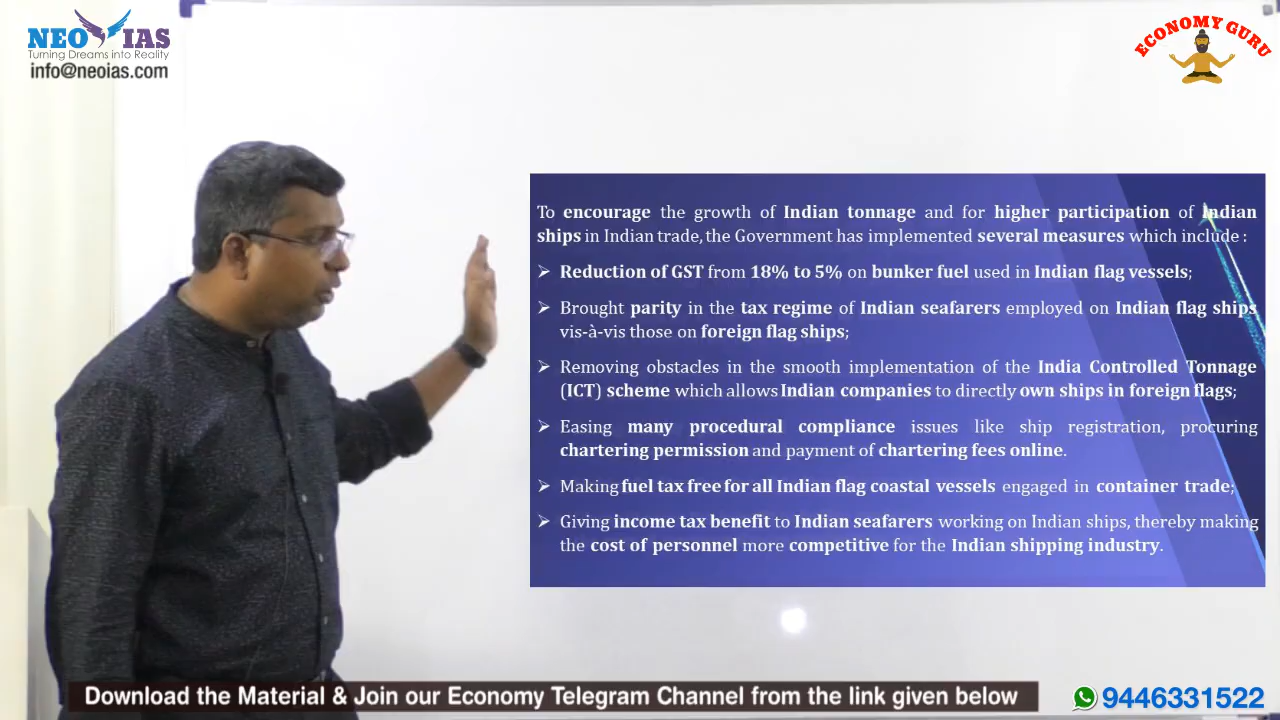 NEO IAS
Turning Dreams into Reality
info@neoias.com
ECONOMY GURU
To encourage the growth of Indian tonnage and for higher participation of Indian
ships in Indian trade, the Government has implemented several measures which include :
➢ Reduction of GST from 18% to 5% on bunker fuel used in Indian flag vessels;
➢ Brought parity in the tax regime of Indian seafarers employed on Indian flag ships
vis-à-vis those on foreign flag ships;
➢ Removing obstacles in the smooth implementation of the India Controlled Tonnage
(ICT) scheme which allows Indian companies to directly own ships in foreign flags;
➢ Easing many procedural compliance issues like ship registration, procuring
chartering permission and payment of chartering fees online.
➢ Making fuel tax free for all Indian flag coastal vessels engaged in container trade;
➢ Giving income tax benefit to Indian seafarers working on Indian ships, thereby making
the cost of personnel more competitive for the Indian shipping industry.
Download the Material & Join our Economy Telegram Channel from the link given below
9446331522